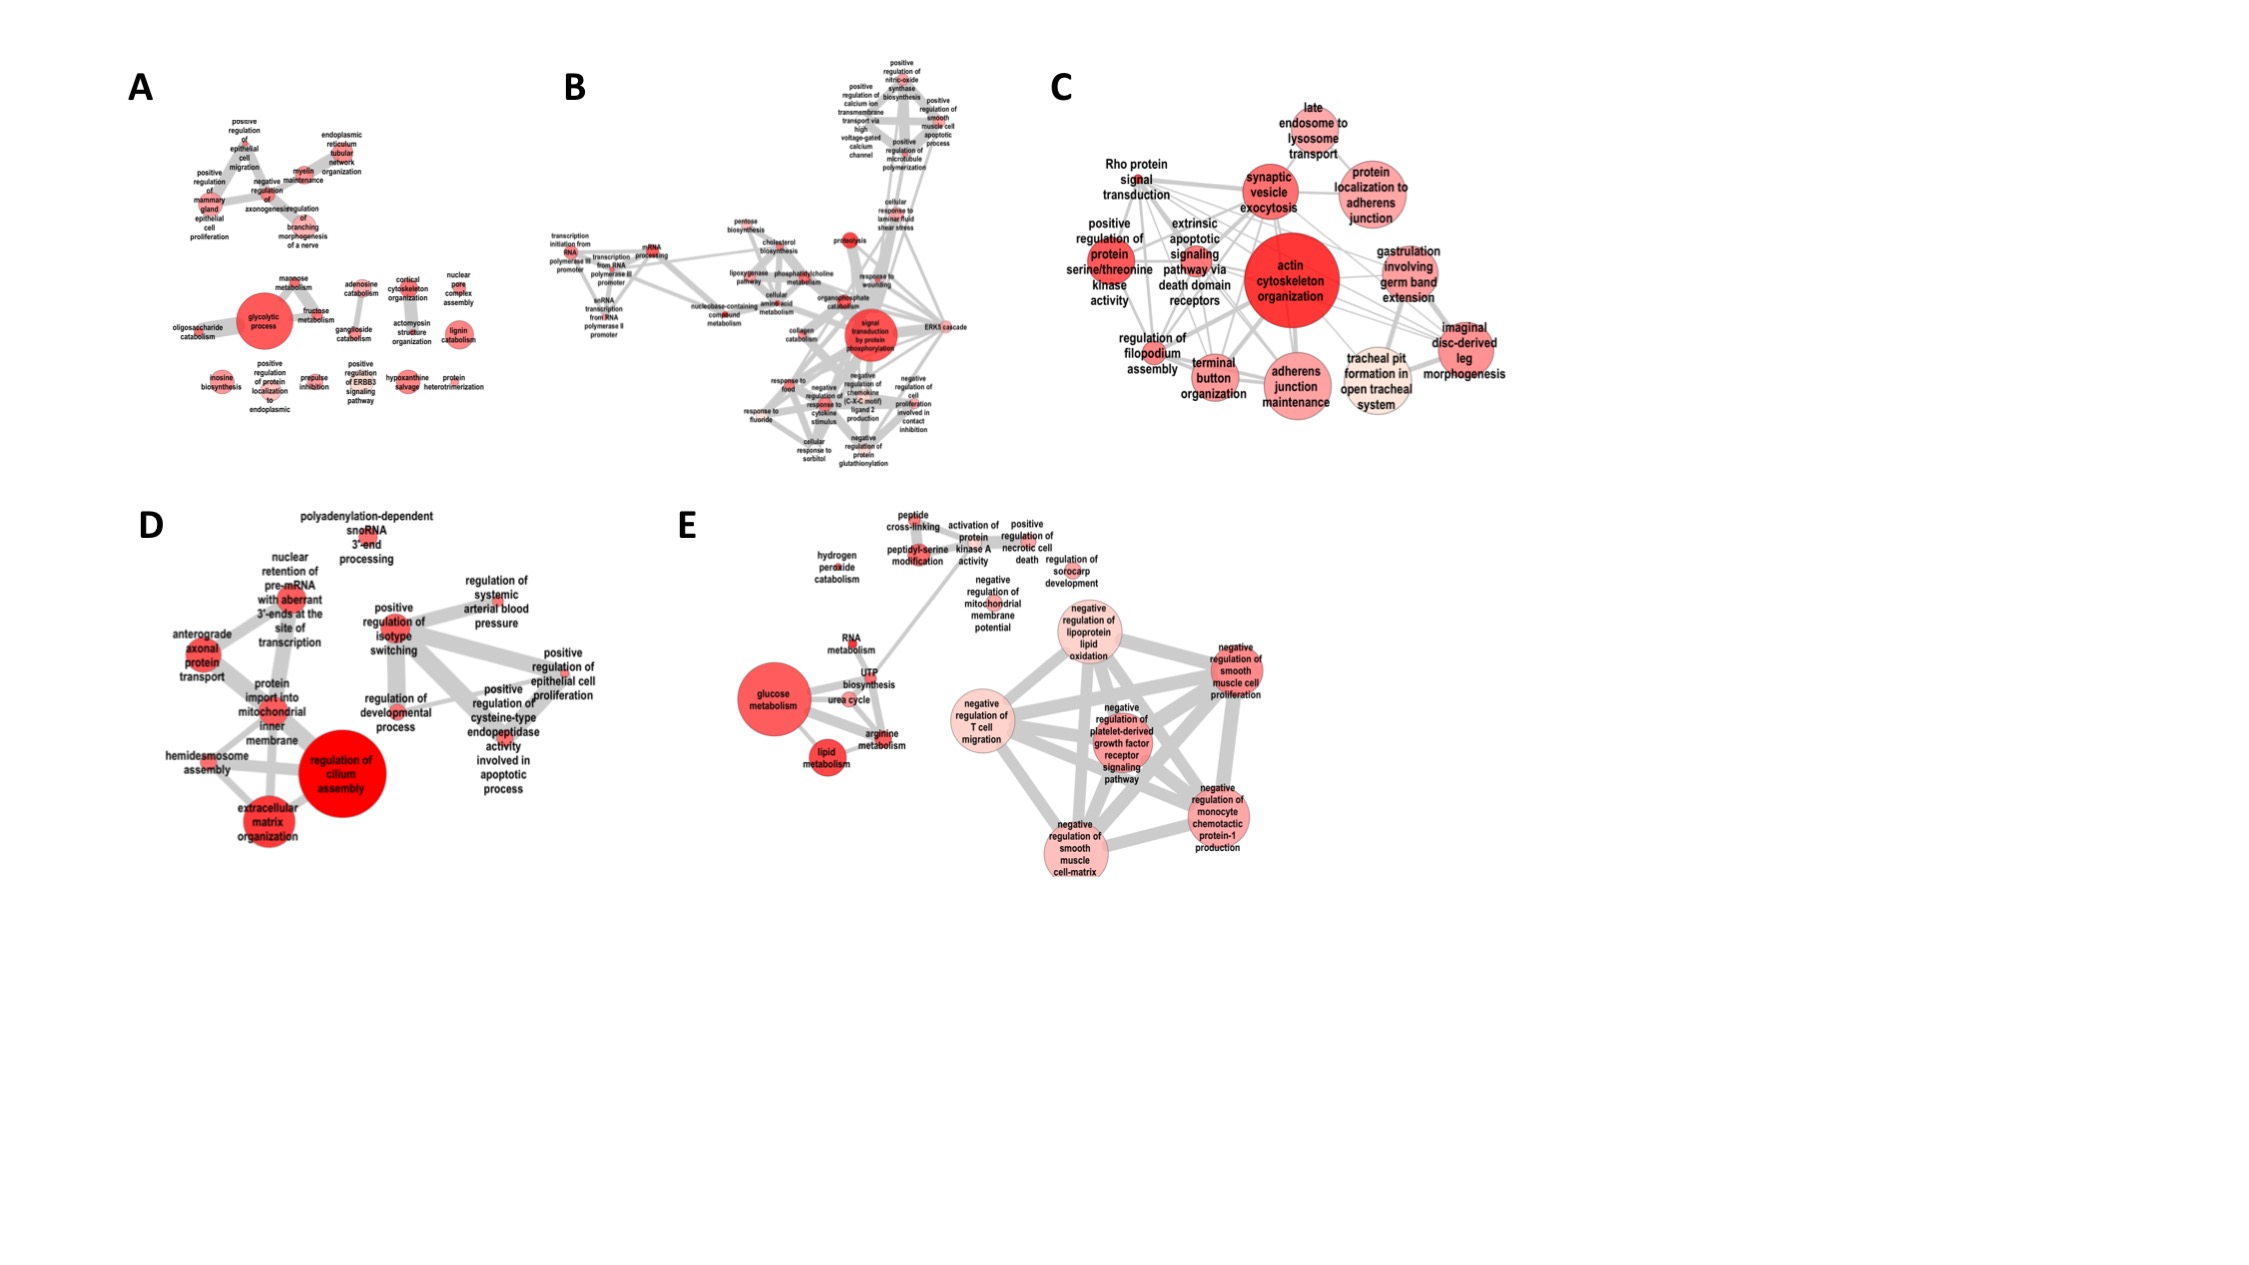 A
positive
regulation
of
epithelial
cell
migration
endoplasmic
reticulum
tubular
network
organization
myelin
maintenance
positive
regulation
of
mammary
gland
epithelial
cell
proliferation
negative
regulation
of
axonogenesis
regulation
of
branching
morphogenesis
of a nerve
mannose
metabolism
glycolytic
process
fructose
metabolism
oligosaccharide
catabolism
adenosine
catabolism
ganglioside
catabolism
cortical
cytoskeleton
organization
actomyosin
structure
organization
nuclear
pore
complex
assembly
lignin
catabolism
inosine
biosynthesis
positive
regulation
of protein
localization
to
endoplasmic
prepulse
inhibition
positive
regulation
of ERBB3
signaling
pathway
hypoxanthine
salvage
protein
heterotrimerization
B
positive
regulation of
nitric-oxide
synthase
biosynthesis
positive
regulation of
calcium ion
transmembrane
transport via
high
voltage-gated
calcium
channel
positive
regulation of
smooth
muscle cell
apoptotic
process
positive
regulation of
microtubule
polymerization
cellular
response to
laminar fluid
shear stress
pentose
biosynthesis
transcription
initiation from
RNA
polymerase III
promoter
mRNA
processing
transcription
from RNA
polymerase III
promoter
snRNA
transcription
from RNA
polymerase II
promoter
cholesterol
biosynthesis
proteolysis
lipoxygenase
pathway
phosphatidylcholine
metabolism
response to
wounding
cellular
amino acid
metabolism
organophosphate
catabolism
nucleobase-containing
compound
metabolism
collagen
catabolism
signal
transduction
by protein
phosphorylation
ERK5 cascade
response to
food
negative
regulation of
response to
cytokine
stimulus
negative
regulation of
chemokine
(C-X-C motif)
ligand 2
production
negative
regulation of
cell
proliferation
involved in
contact
inhibition
response to
fluoride
cellular
response to
sorbitol
negative
regulation of
protein
glutathionylation
C
late
endosome to
lysosome
transport
Rho protein
signal
transduction
synaptic
vesicle
exocytosis
protein
localization to
adherens
junction
positive
regulation of
protein
serine/threonine
kinase
activity
extrinsic
apoptotic
signaling
pathway via
death domain
receptors
actin
cytoskeleton
organization
gastrulation
involving
germ band
extension
regulation of
filopodium
assembly
terminal
button
organization
adherens
junction
maintenance
tracheal pit
formation in
open tracheal
system
imaginal
disc-derived
leg
morphogenesis
D
polyadenylation-dependent
snoRNA
3'-end
processing
nuclear
retention of
pre-mRNA
with aberrant
3'-ends at the
site of
transcription
anterograde
axonal
protein
transport
protein
import into
mitochondrial
inner
membrane
hemidesmosome
assembly
regulation of
cilium
assembly
extracellular
matrix
organization
positive
regulation of
isotype
switching
regulation of
systemic
arterial blood
pressure
positive
regulation of
epithelial cell
proliferation
regulation of
developmental
process
positive
regulation of
cysteine-type
endopeptidase
activity
involved in
apoptotic
process
E
peptide
cross-linking
peptidyl-serine
modification
activation of
protein
kinase A
activity
positive
regulation of
necrotic cell
death
hydrogen
peroxide
catabolism
regulation of
sorocarp
development
negative
regulation of
mitochondrial
membrane
potential
RNA
metabolism
UTP
biosynthesis
glucose
metabolism
urea cycle
arginine
metabolism
lipid
metabolism
negative
regulation of
lipoprotein
lipid
oxidation
negative
regulation of
smooth
muscle cell
proliferation
negative
regulation of
T cell
migration
negative
regulation of
platelet-derived
growth factor
receptor
signaling
pathway
negative
regulation of
monocyte
chemotactic
protein-1
production
negative
regulation of
smooth
muscle
cell-matrix